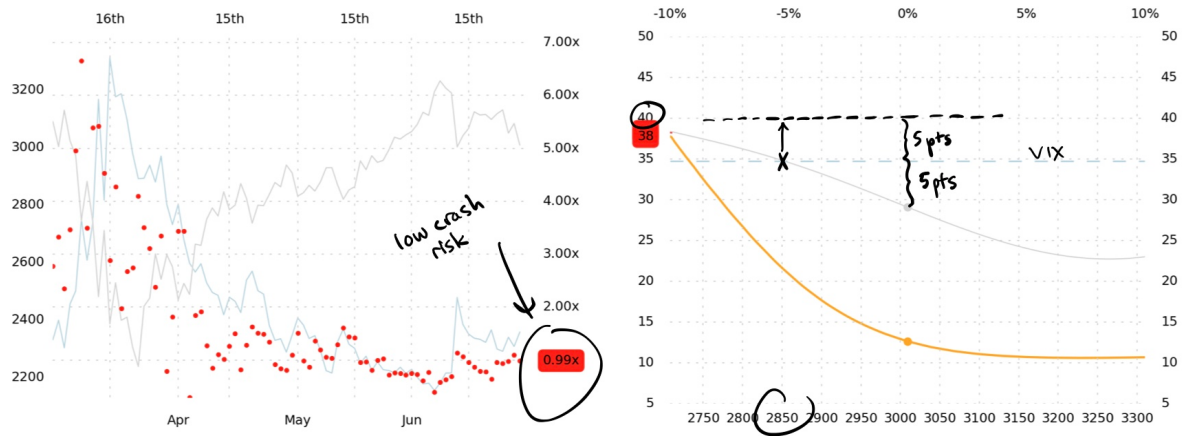 16th 15th 15th 15th
7.00x
3200
6.00x
3000
5.00x
2800
4.00x
low crash
risk
2600
3.00x
2400
2.00x
0.99x
2200
Apr May Jun
-10% -5% 0% 5% 10%
50 50
45 45
40 40
38
5 pts
35 35
VIX
5pts
30 30
25 25
20 20
15 15
10 10
5 5
2750 2800 2850 2900 2950 3000 3050 3100 3150 3200 3300